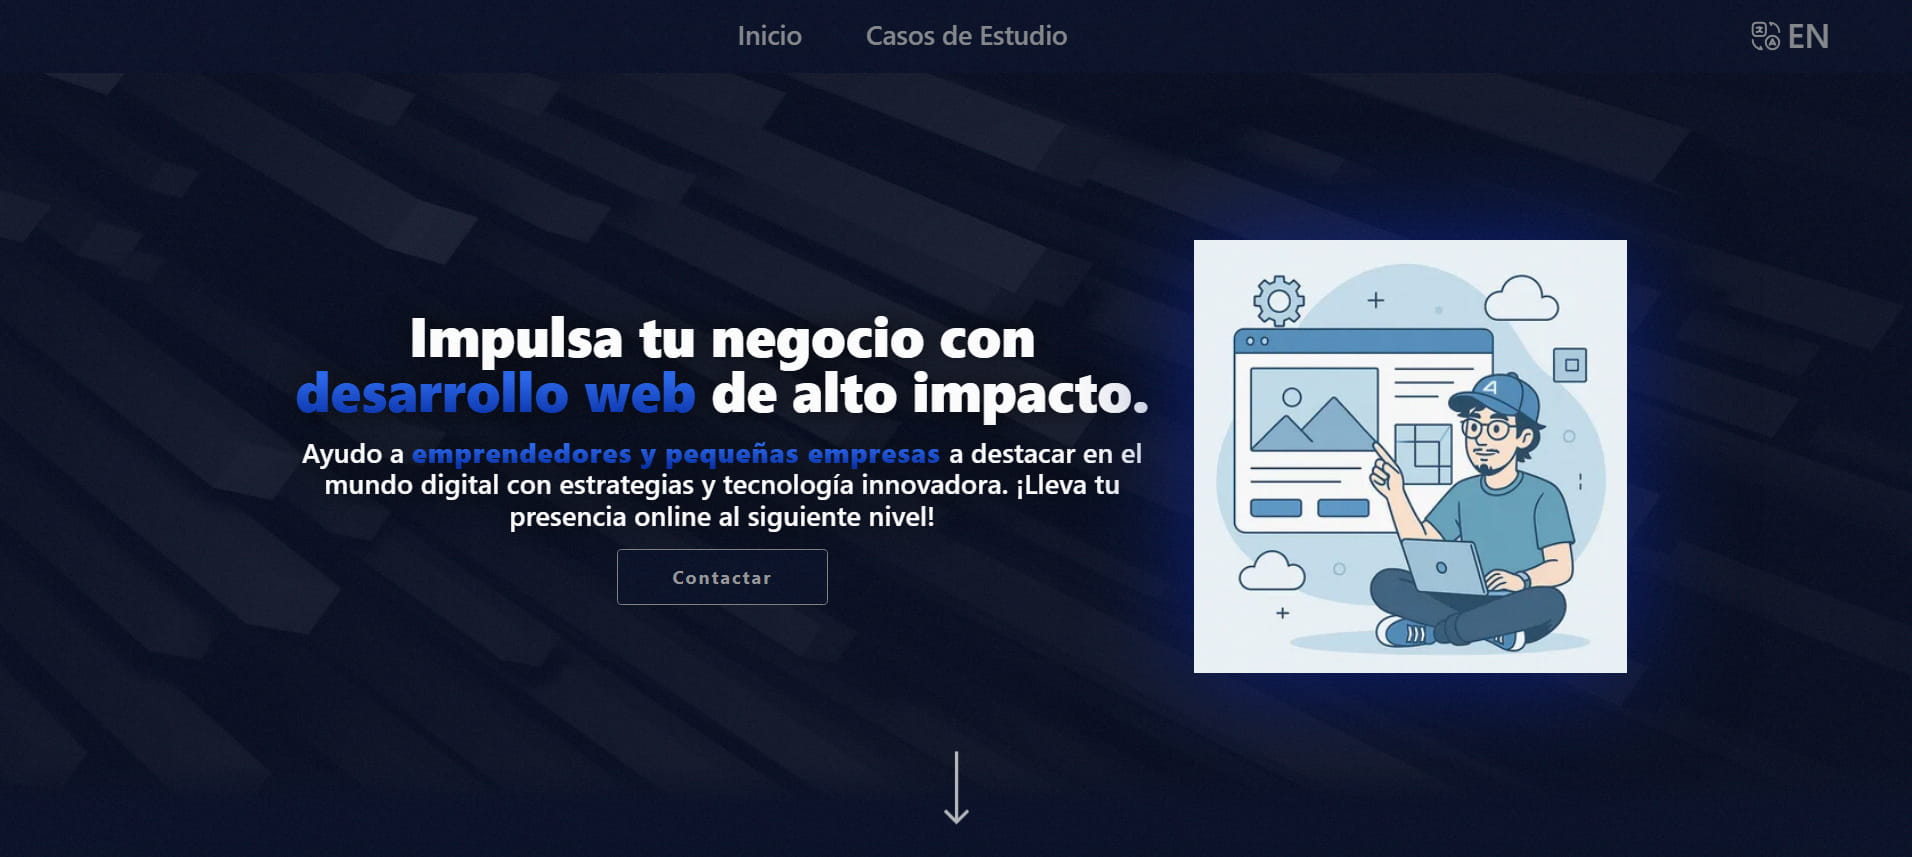 Inicio
Casos de Estudio
EN
Impulsa tu negocio con
desarrollo web de alto impacto.
Ayudo a emprendedores y pequeñas empresas a destacar en el
mundo digital con estrategias y tecnología innovadora. ¡Lleva tu
presencia online al siguiente nivel!
Contactar